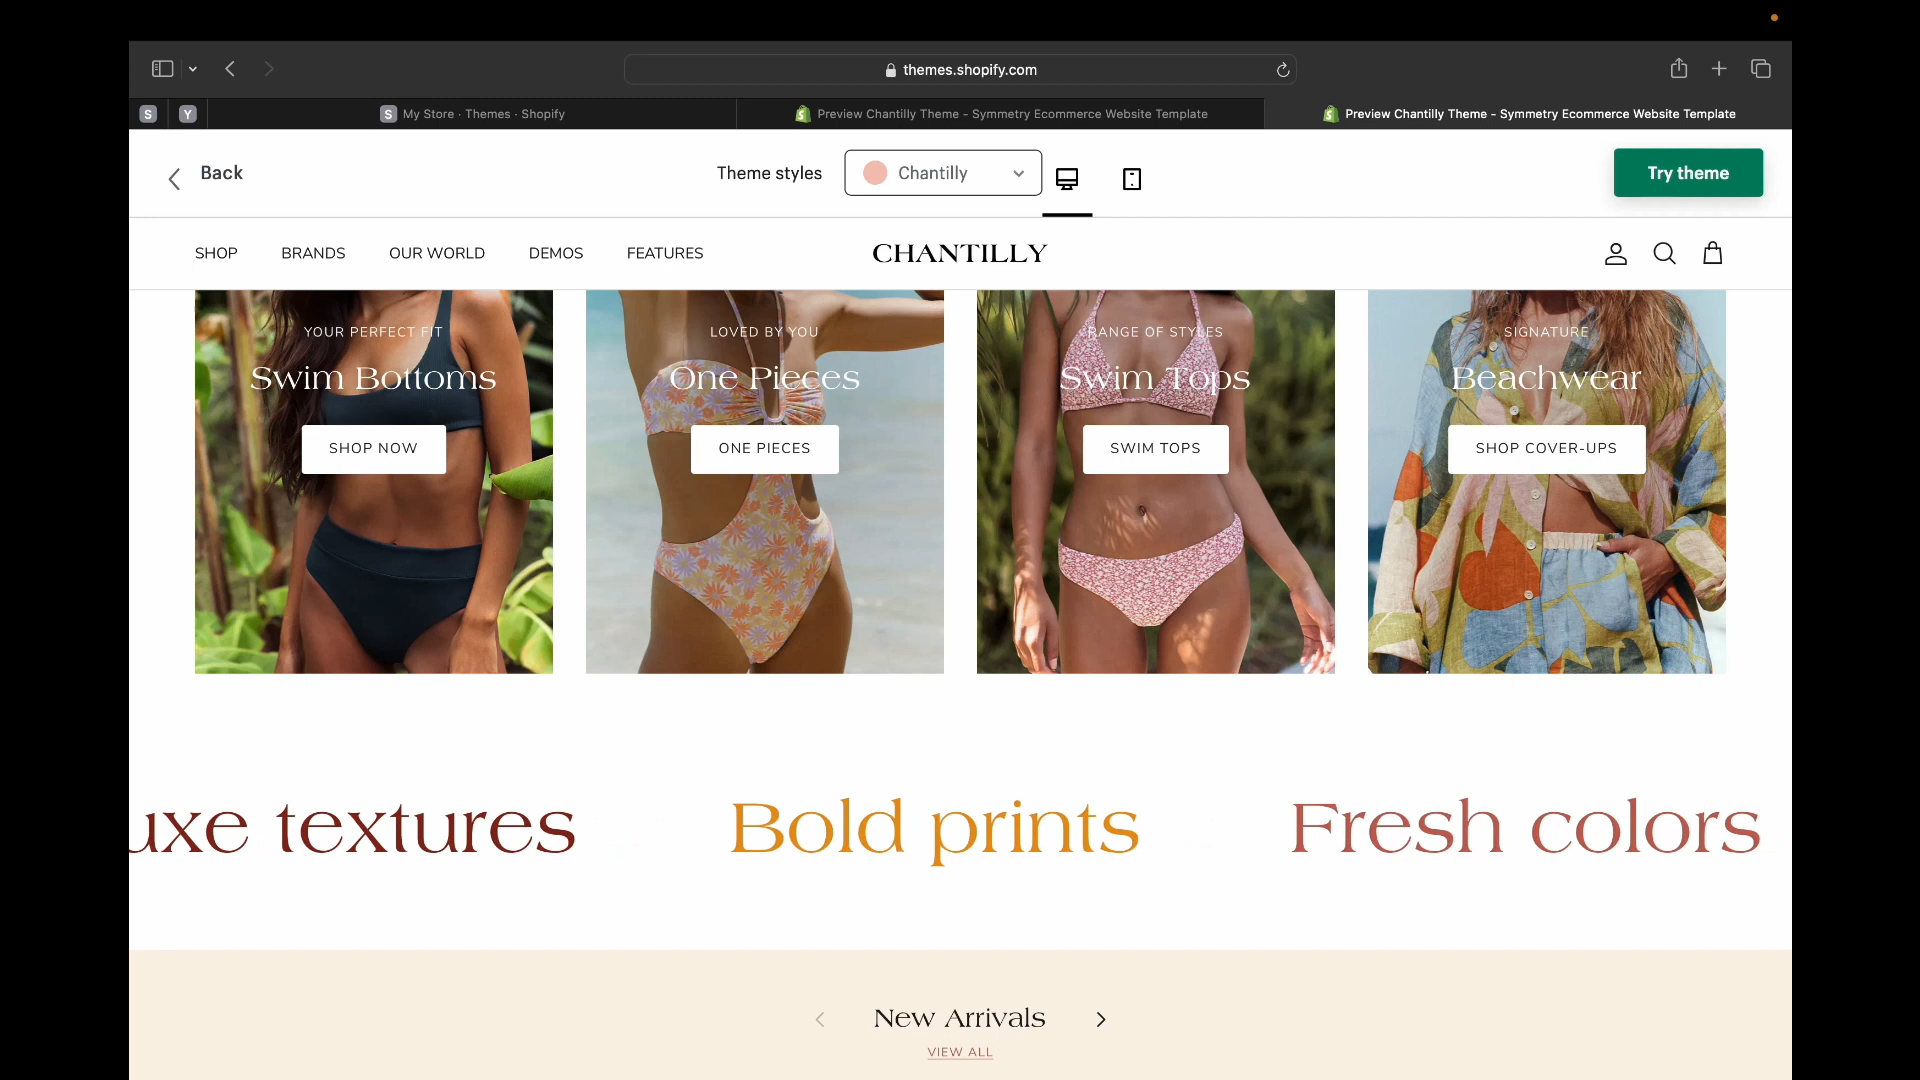 themes.shopify.com
S
Y
S My Store - Themes · Shopify
Preview Chantilly Theme - Symmetry Ecommerce Website Template
Preview Chantilly Theme - Symmetry Ecommerce Website Template
Back
Theme styles
Chantilly
Try theme
SHOP
BRANDS
OUR WORLD
DEMOS
FEATURES
CHANTILLY
YOUR PERFECT FIT
Swim Bottoms
SHOP NOW
LOVED BY YOU
One Pieces
ONE PIECES
RANGE OF STYLES
Swim Tops
SWIM TOPS
SIGNATURE
Beachwear
SHOP COVER-UPS
uxe textures
Bold prints
Fresh colors
New Arrivals
VIEW ALL